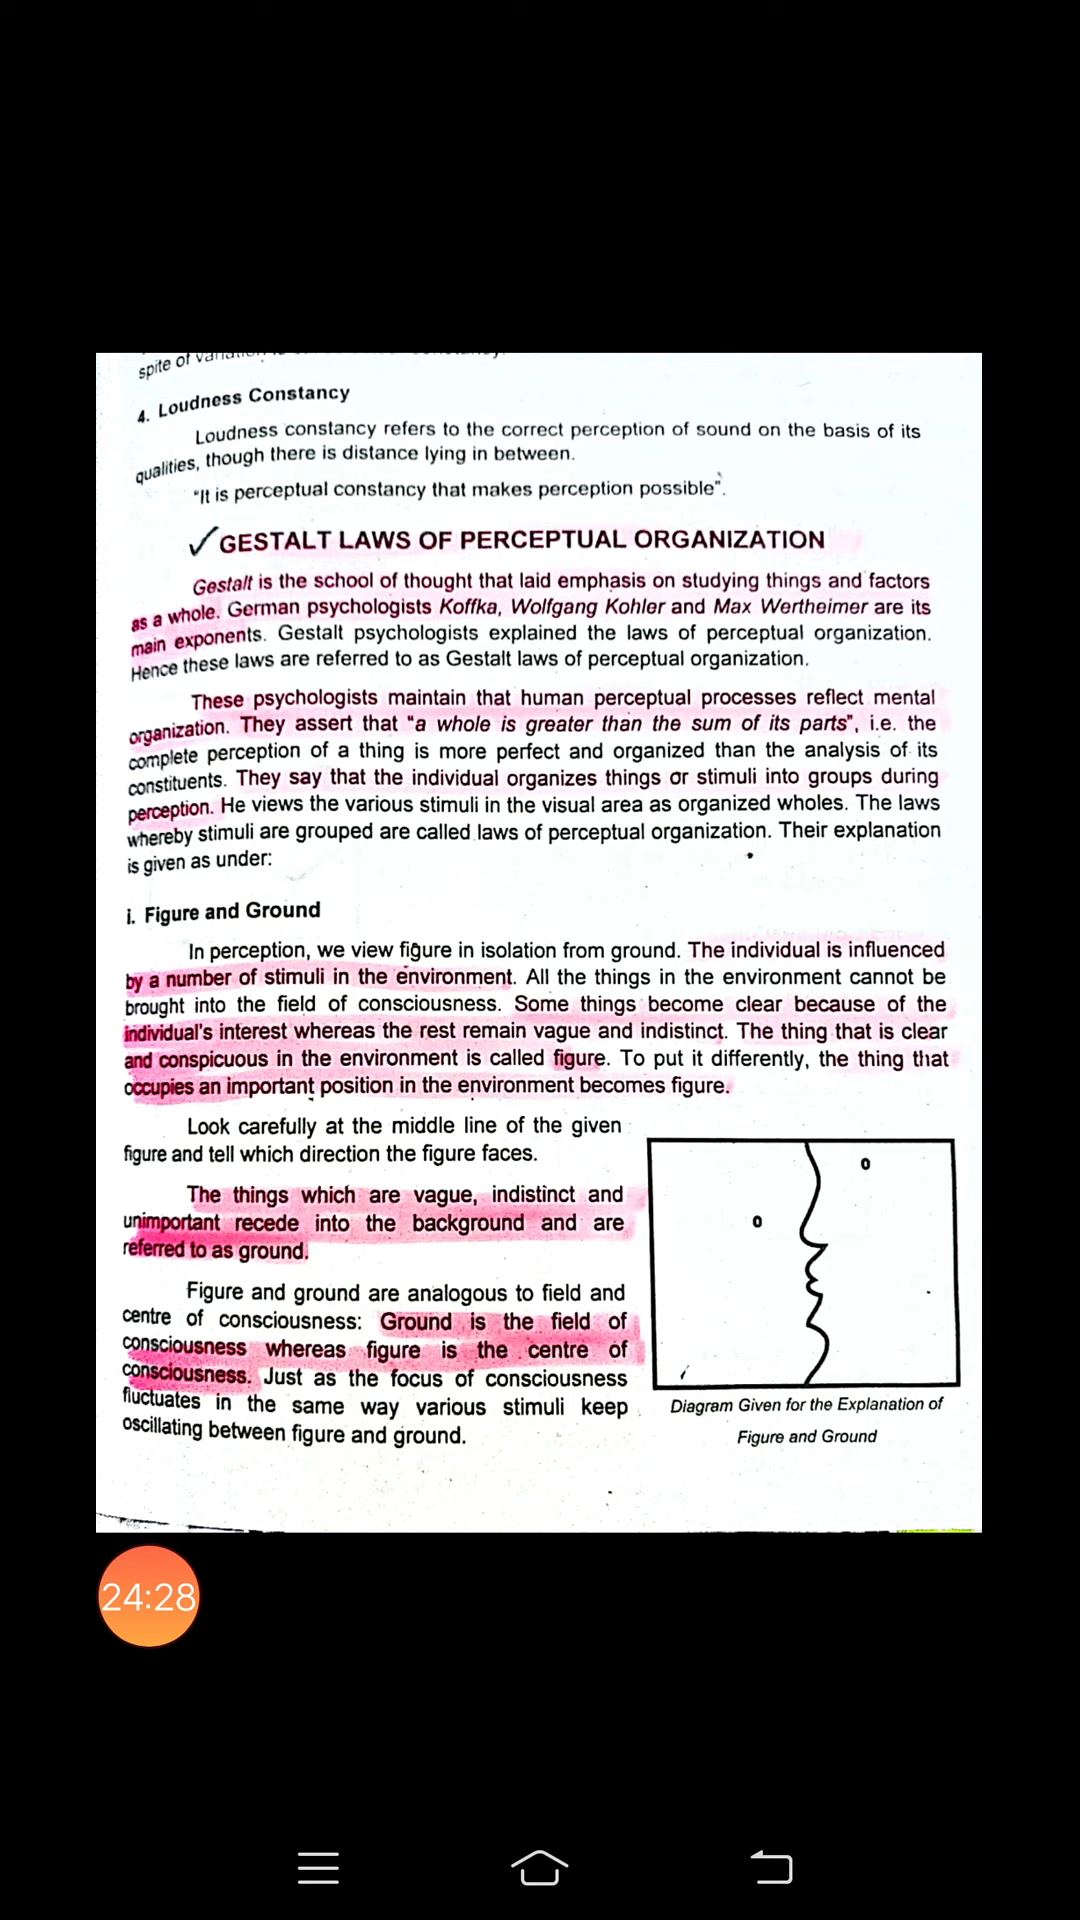 spite of
4. Loudness Constancy
Loudness constancy refers to the correct perception of sound on the basis of its
qualities, though there is distance lying in between.
"It is perceptual constancy that makes perception possible".
GESTALT LAWS OF PERCEPTUAL ORGANIZATION
Gestalt is the school of thought that laid emphasis on studying things and factors
as a whole. German psychologists Koffka, Wolfgang Kohler and Max Wertheimer are its
main exponents. Gestalt psychologists explained the laws of perceptual organization.
Hence these laws are referred to as Gestalt laws of perceptual organization.
These psychologists maintain that human perceptual processes reflect mental
organization. They assert that "a whole is greater than the sum of its parts", i.e. the
complete perception of a thing is more perfect and organized than the analysis of its
constituents. They say that the individual organizes things or stimuli into groups during
perception. He views the various stimuli in the visual area as organized wholes. The laws
whereby stimuli are grouped are called laws of perceptual organization. Their explanation
is given as under:
i. Figure and Ground
In perception, we view figure in isolation from ground. The individual is influenced
by a number of stimuli in the environment. All the things in the environment cannot be
brought into the field of consciousness. Some things become clear because of the
individual's interest whereas the rest remain vague and indistinct. The thing that is clear
and conspicuous in the environment is called figure. To put it differently, the thing that
occupies an important position in the environment becomes figure.
Look carefully at the middle line of the given
figure and tell which direction the figure faces.
The things which are vague, indistinct and
unimportant recede into the background and are
referred to as ground.
Figure and ground are analogous to field and
centre of consciousness: Ground is the field of
consciousness whereas figure is the centre of
consciousness. Just as the focus of consciousness
fluctuates in the same way various stimuli keep
oscillating between figure and ground.
Diagram Given for the Explanation of
Figure and Ground
24:28